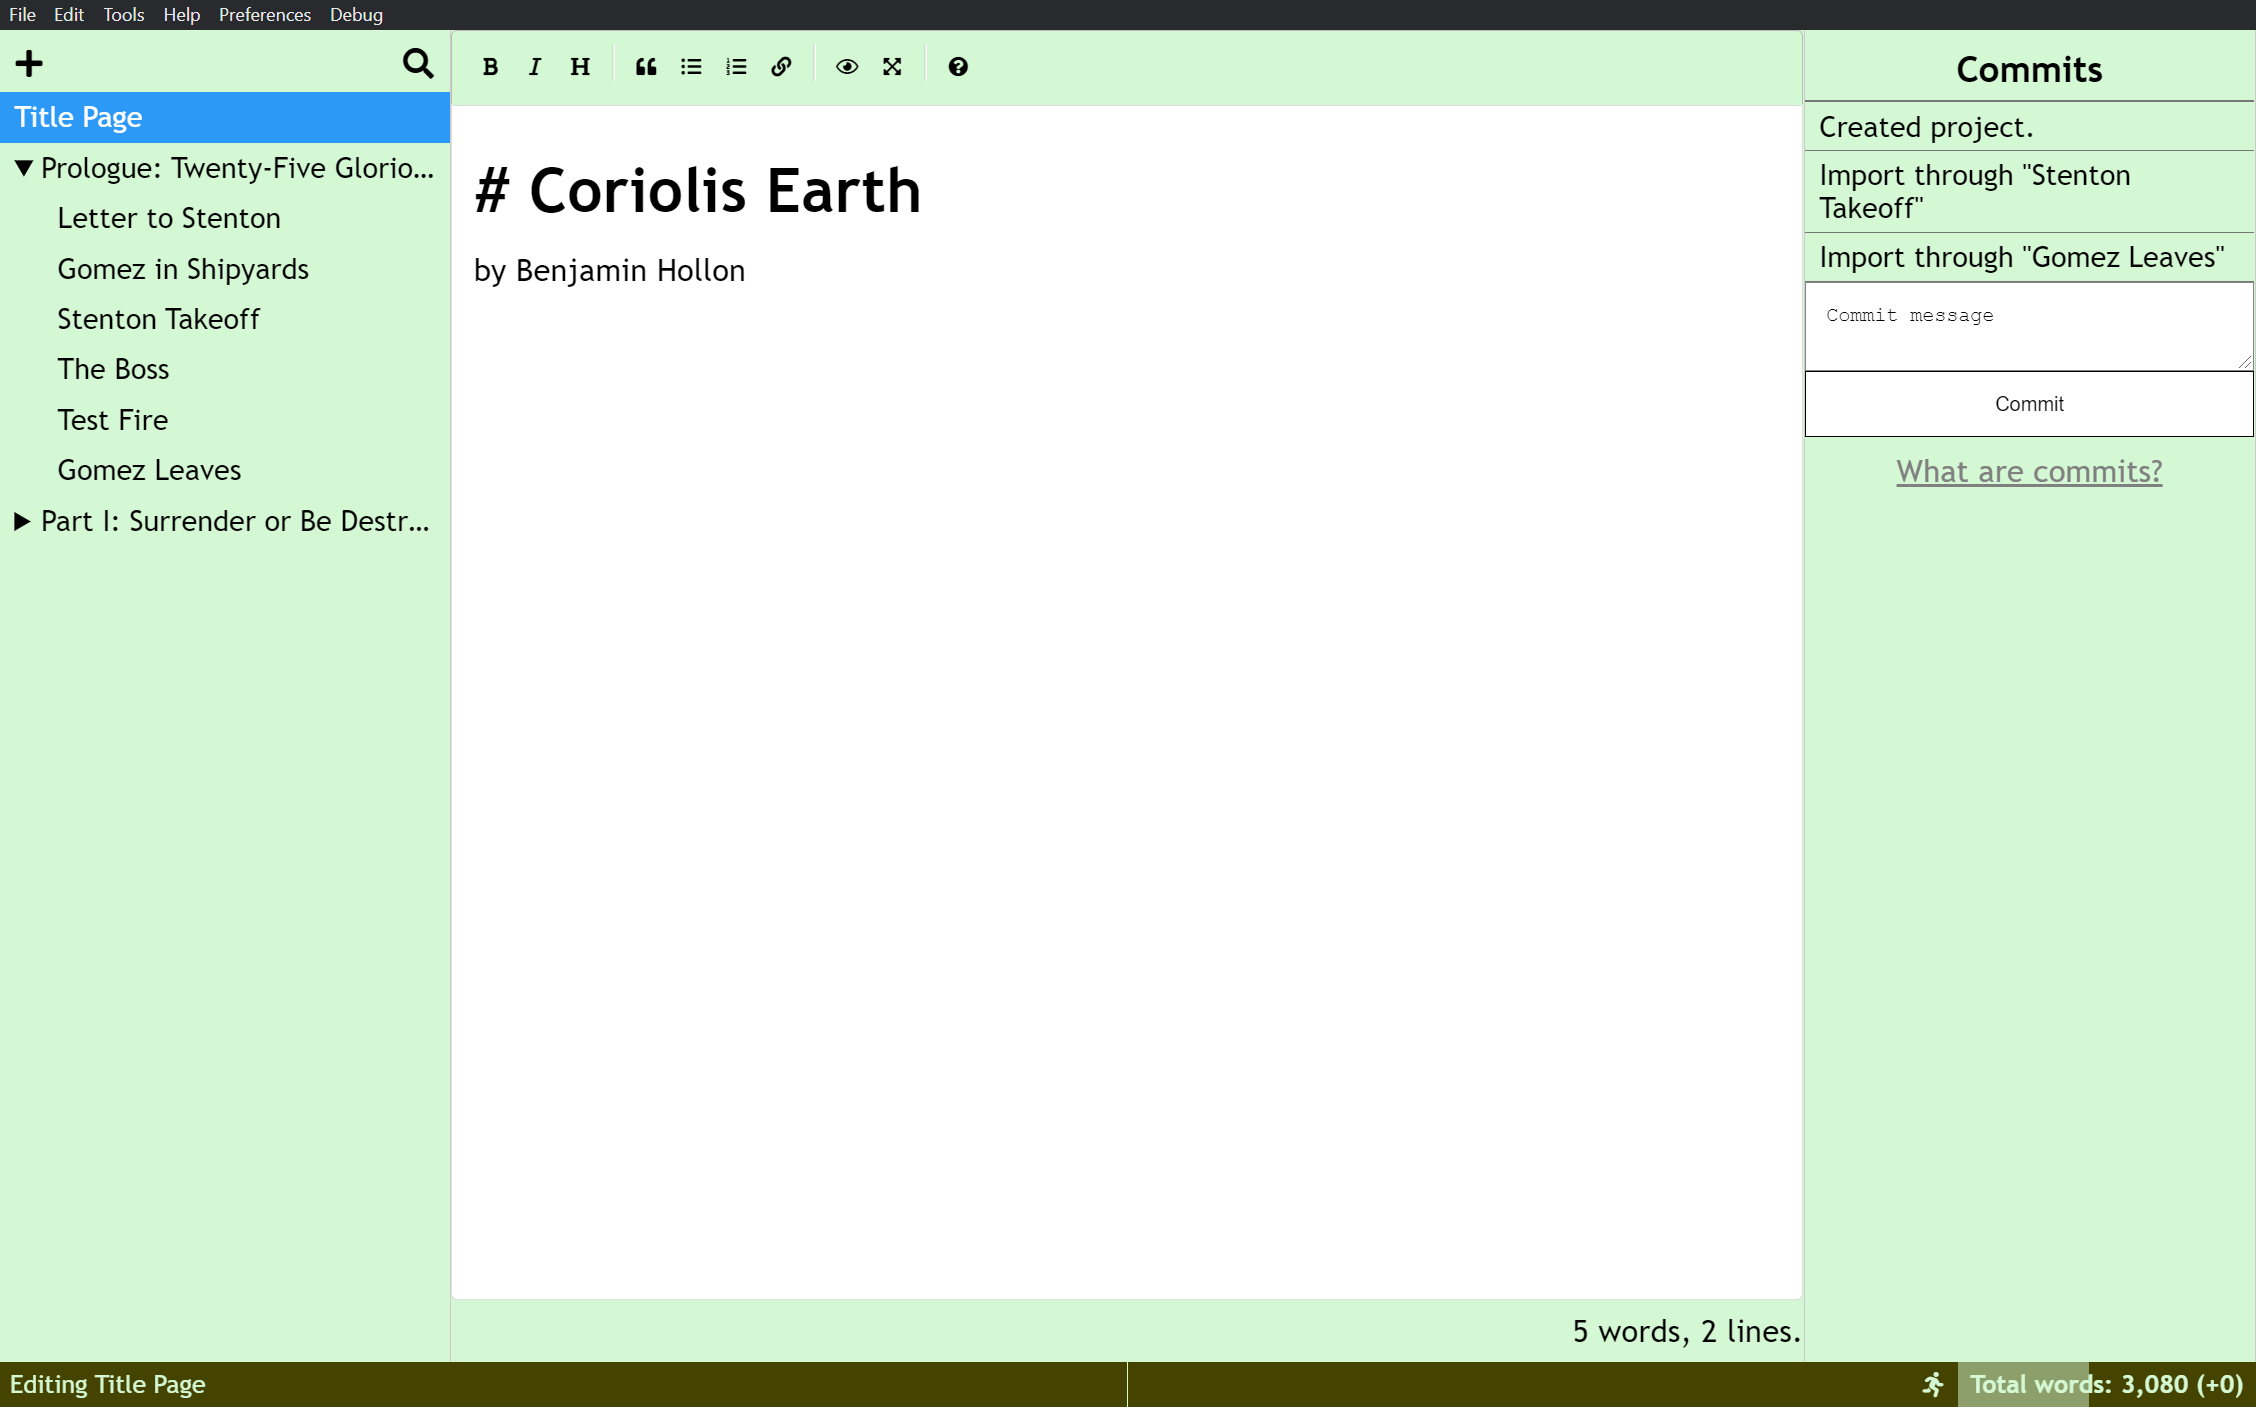 File Edit Tools Help Preferences Debug
Title Page
Prologue: Twenty-Five Glorio...
Letter to Stenton
Gomez in Shipyards
Stenton Takeoff
The Boss
Test Fire
Gomez Leaves
Part I: Surrender or Be Destr...
B I H
# Coriolis Earth
by Benjamin Hollon
5 words, 2 lines.
Commits
Created project.
Import through "Stenton
Takeoff"
Import through "Gomez Leaves"
Commit message
Commit
What are commits?
Editing Title Page
Total words: 3,080 (+0)